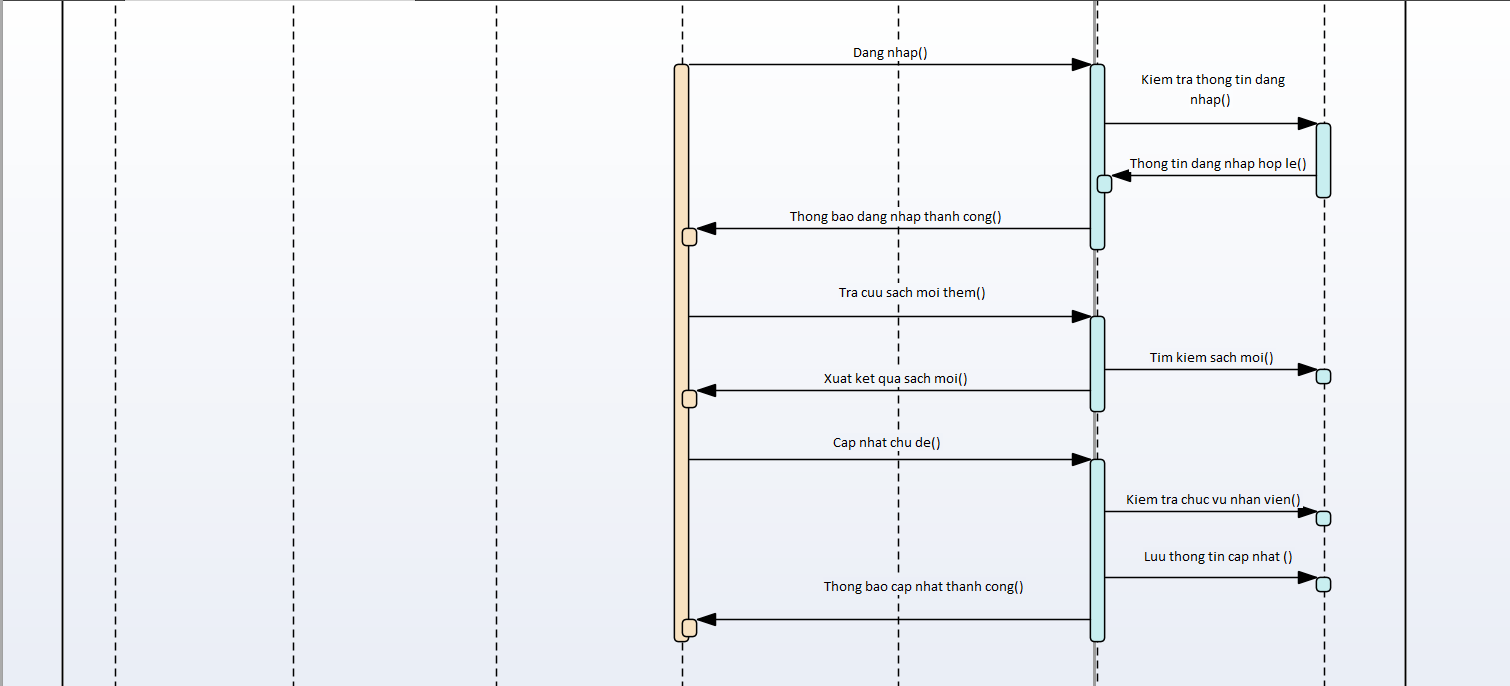 Dang nhap()
Kiem tra thong tin dang
nhap()
Thong tin dang nhap hop le()
Thong bao dang nhap thanh cong()
Tra cuu sach moi them()
Tim kiem sach moi()
Xuat ket qua sach moi()
Cap nhat chu de()
Kiem tra chuc vu nhan vien()
Luu thong tin cap nhat ()
Thong bao cap nhat thanh cong()